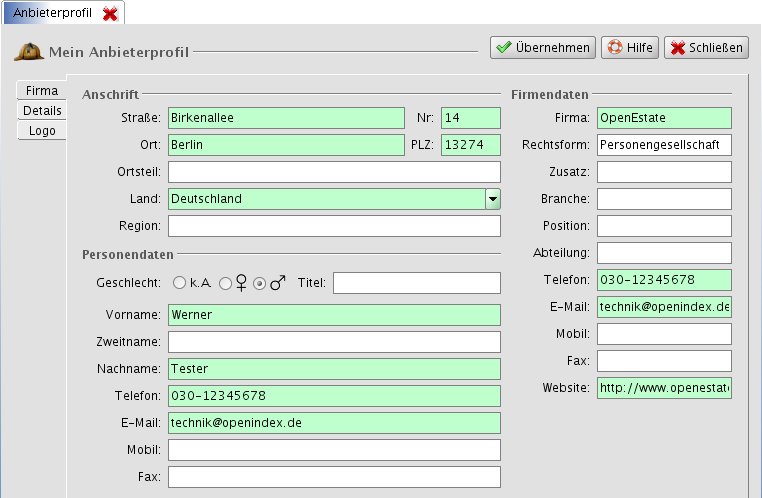 Anbieterprofil
Mein Anbieterprofil
Übernehmen
Hilfe
Schließen
Firma
Details
Logo
Anschrift
Straße: Birkenallee Nr: 14
Ort: Berlin PLZ: 13274
Ortsteil:
Land: Deutschland
Region:
Personendaten
Geschlecht: k.A. ♀ ♂ Titel:
Vorname: Werner
Zweitname:
Nachname: Tester
Telefon: 030-12345678
E-Mail: technik@openindex.de
Mobil:
Fax:
Firmendaten
Firma: OpenEstate
Rechtsform: Personengesellschaft
Zusatz:
Branche:
Position:
Abteilung:
Telefon: 030-12345678
E-Mail: technik@openindex.de
Mobil:
Fax:
Website: http://www.openestate